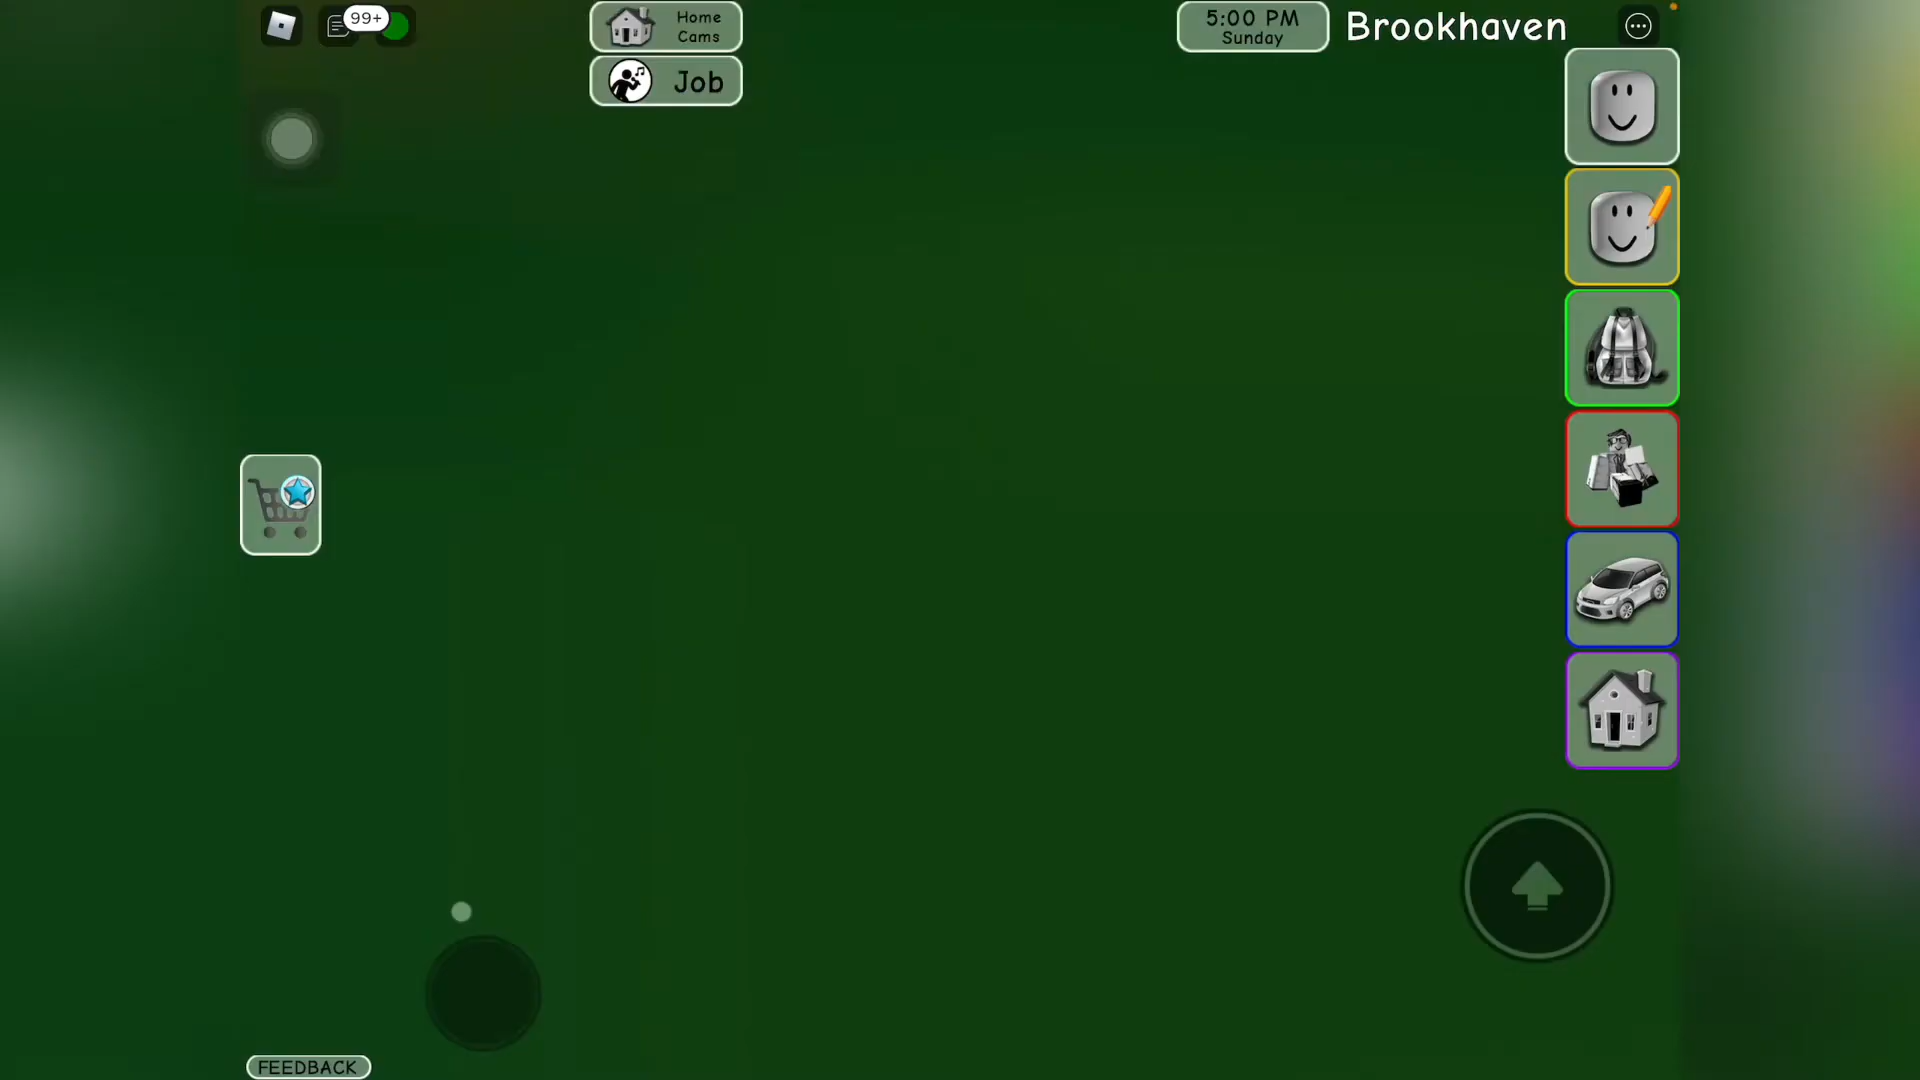 99+
Home
Cams
Job
5:00 PM
Sunday
Brookhaven
FEEDBACK